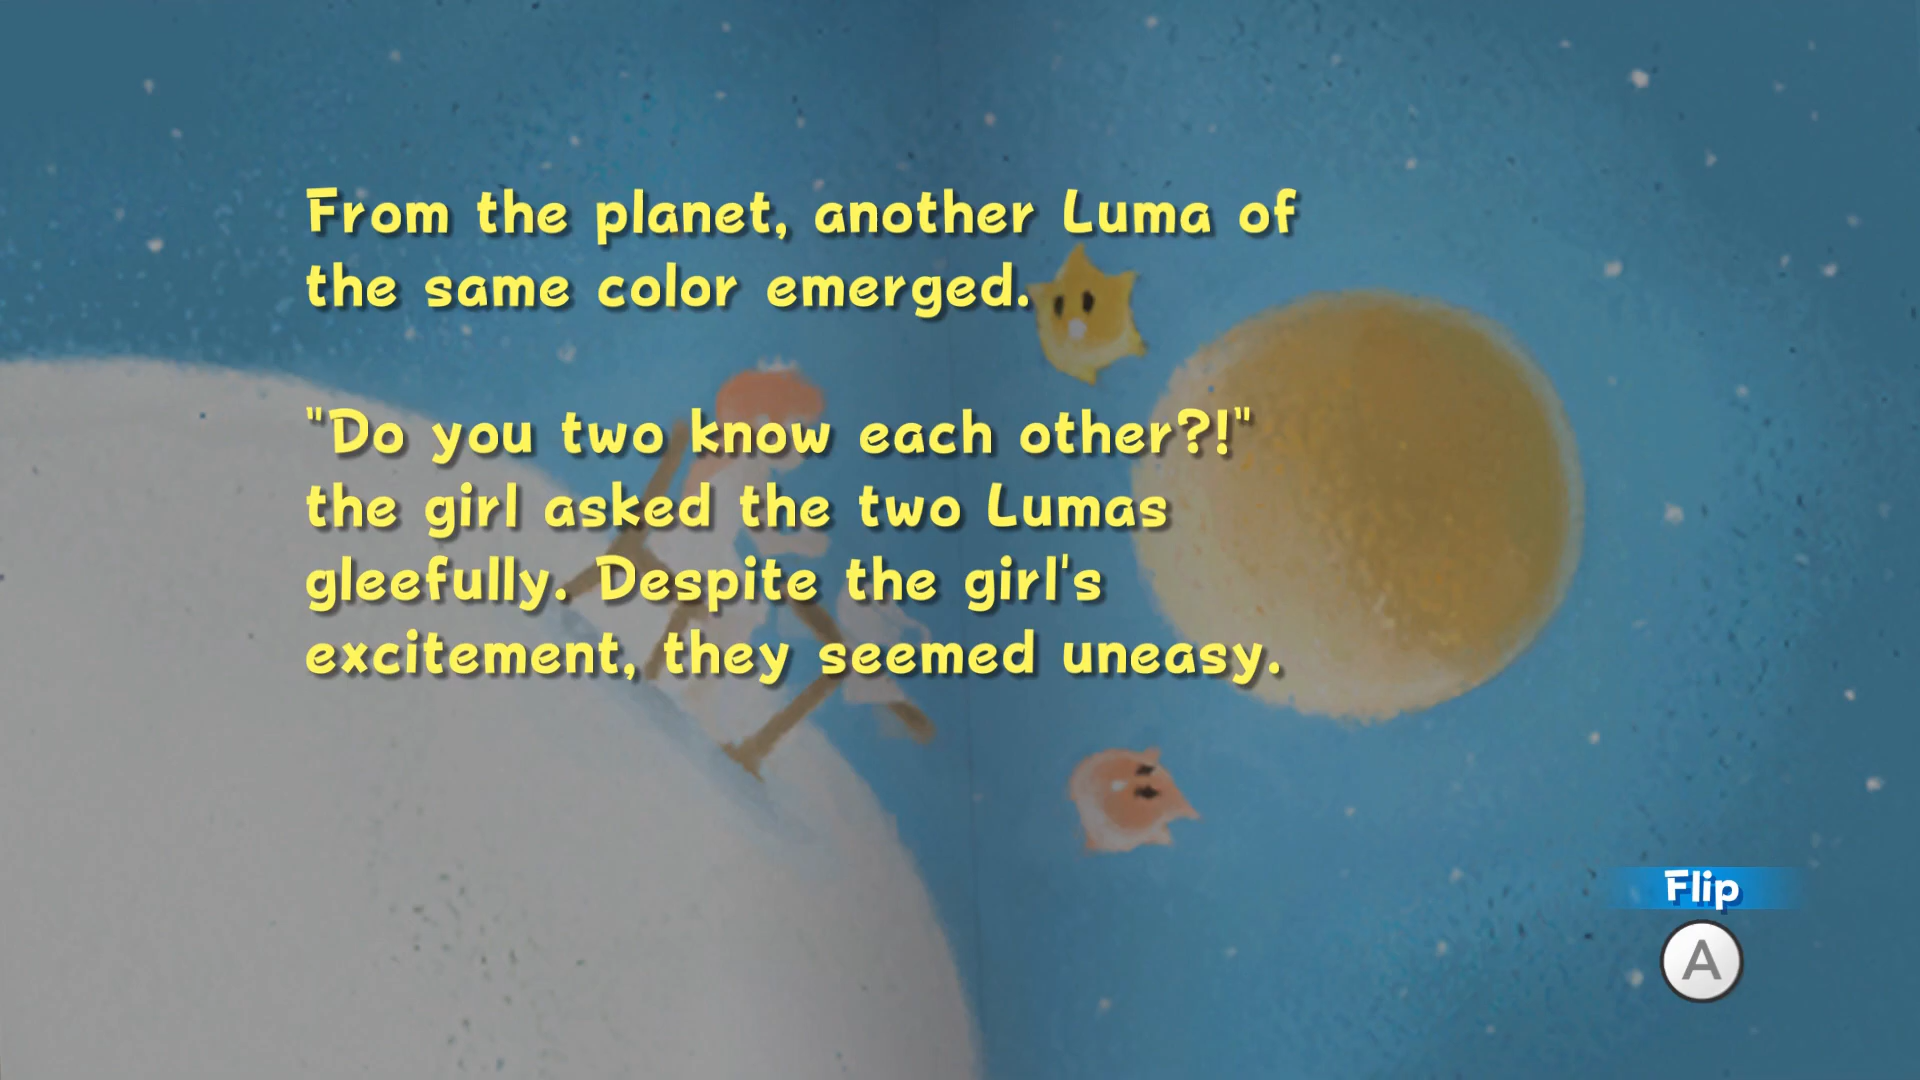 From the planet, another Luma of
the same color emerged.
"Do you two know each other?!"
the girl asked the two Lumas
gleefully. Despite the girl's
excitement, they seemed uneasy.
Flip
A